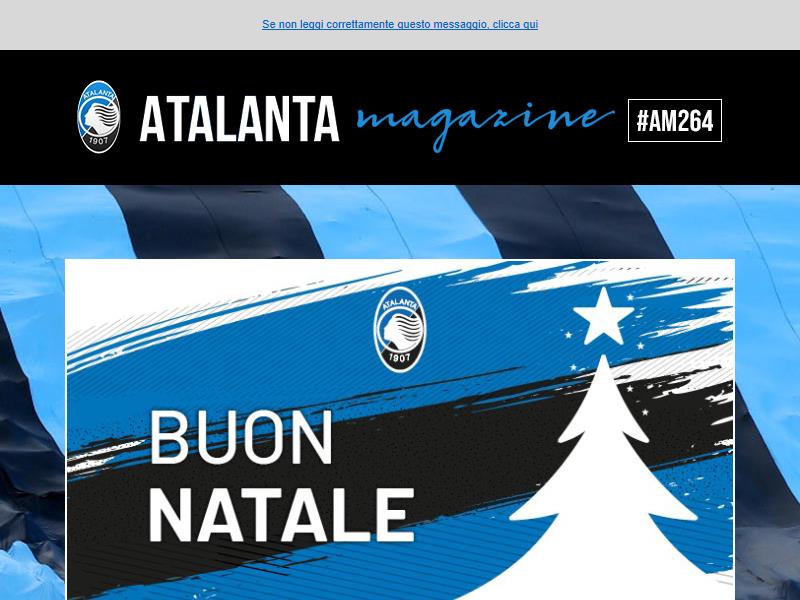 Se non leggi correttamente questo messaggio, clicca qui
ATALANTA
1907
ATALANTA magazine #AM264
ATALANTA
1907
BUON
NATALE